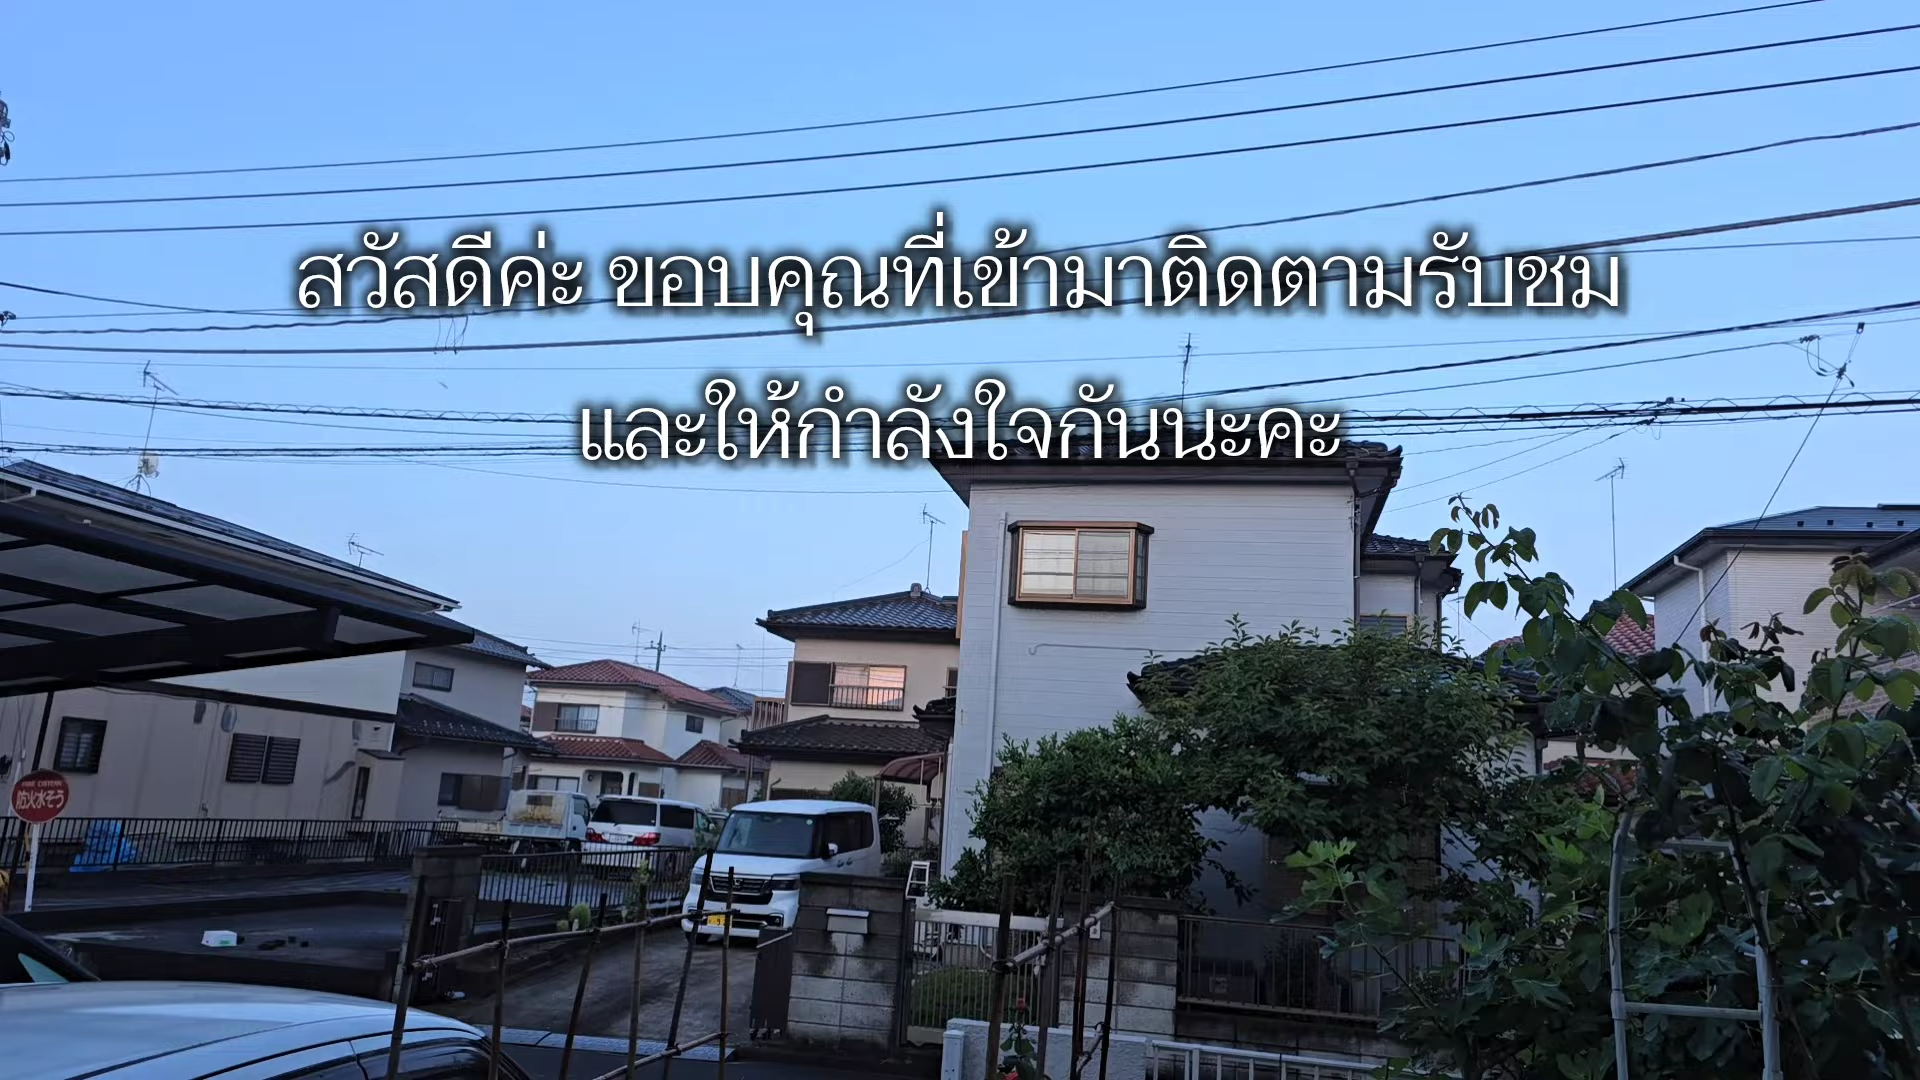 สวัสดีค่ะ ขอบคุณที่เข้ามาติดตามรับชม
และให้กำลังใจกันนะคะ
FIRE CISTERN
防火水そう